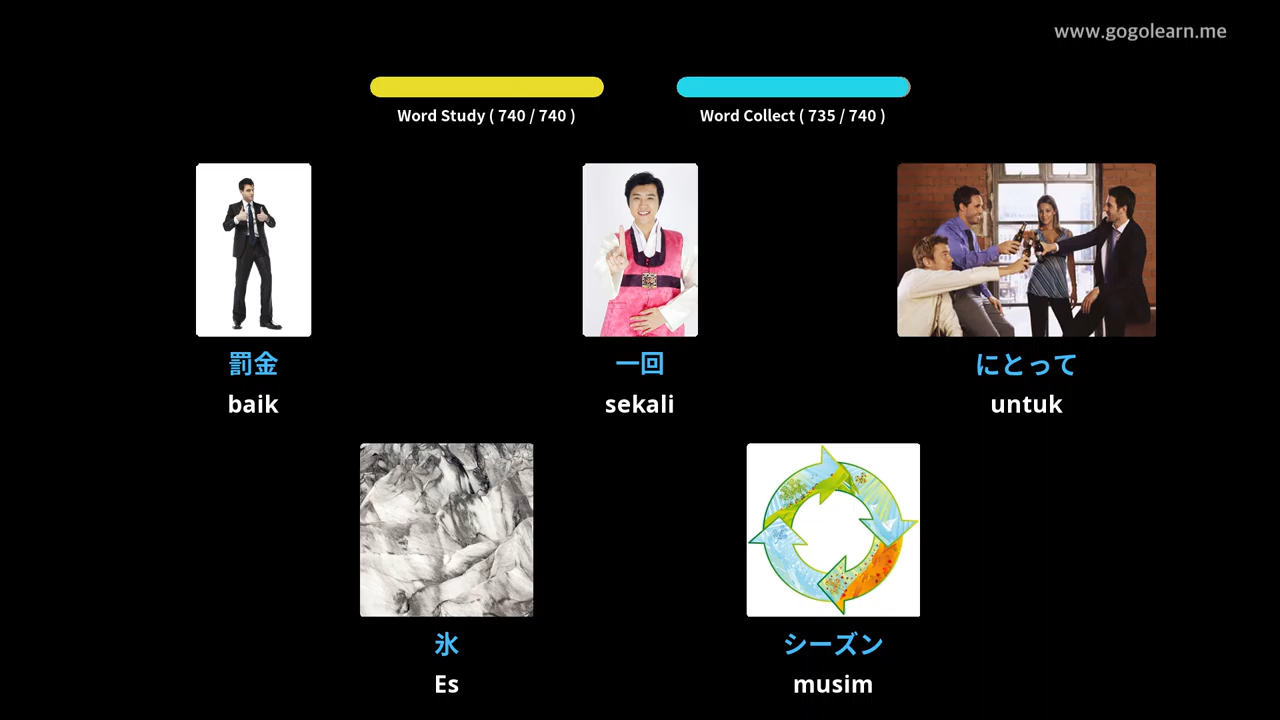 www.gogolearn.me
Word Study ( 740 / 740 )
Word Collect ( 735 / 740 )
罰金
baik
一回
sekali
にとって
untuk
氷
Es
シーズン
musim